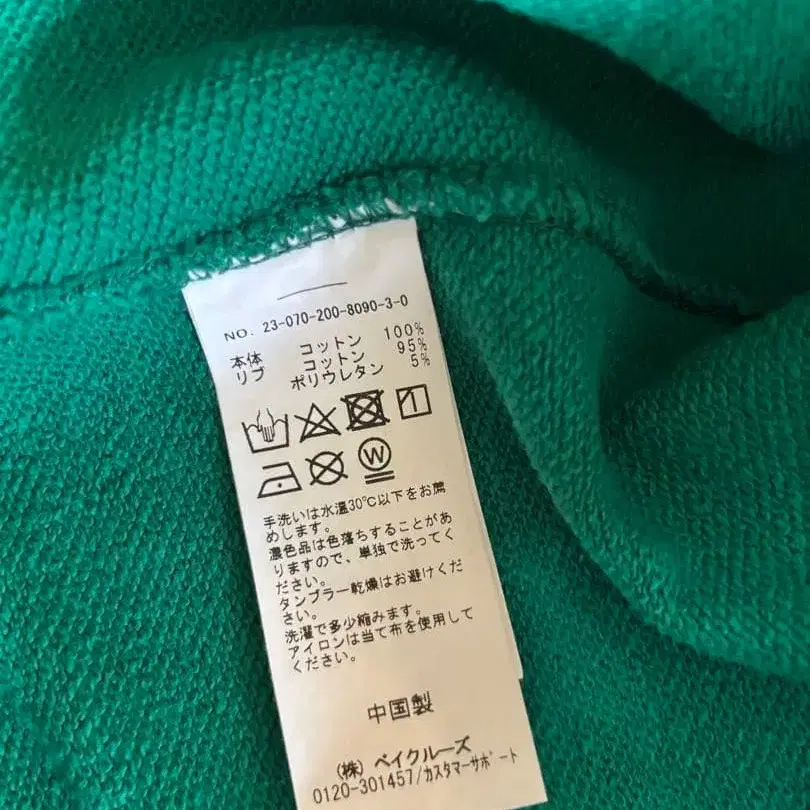 NO. 23-070-200-8090-3-0
本体 コットン 100%
リブ コットン 95%
ポリウレタン 5%
W
手洗いは水温30℃以下をお薦
めします。
濃色品は色落ちすることがあ
りますので、単独で洗ってく
ださい。
タンブラー乾燥はお避けくだ
さい。
洗濯で多少縮みます。
アイロンは当て布を使用して
ください。
中国製
(株) ベイクルーズ
0120-301457/カスタマーサポート